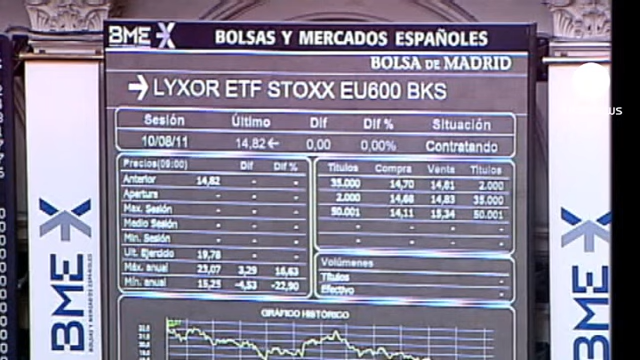 BME X BOLSAS Y MERCADOS ESPAÑOLES
BOLSA DE MADRID
→ LYXOR ETF STOXX EU600 BKS
Sesión Último Dif Dif % Situación
10/08/11 14,82← 0,00 0,00% Contratando
Precios(09:00) Dif Dif %
Anterior 14,82 - -
Apertura - - -
Max. Sesión - - -
Medio Sesión - - -
Min. Sesión - - -
Ult. Ejercido 19,78
Máx. anual 23,07 3,29 16,63
Mín. anual 15,25 -4,53 -22,90
Títulos Compra Venta Títulos
35.000 14,70 14,81 2.000
2.000 14,68 14,83 35.000
50.001 14,11 15,34 50.001
- - - -
- - - -
Volúmenes
Títulos -
Efectivo -
GRÁFICO HISTÓRICO
BME X
BOLSAS Y MERCADOS ESPAÑOLES
BME X
us